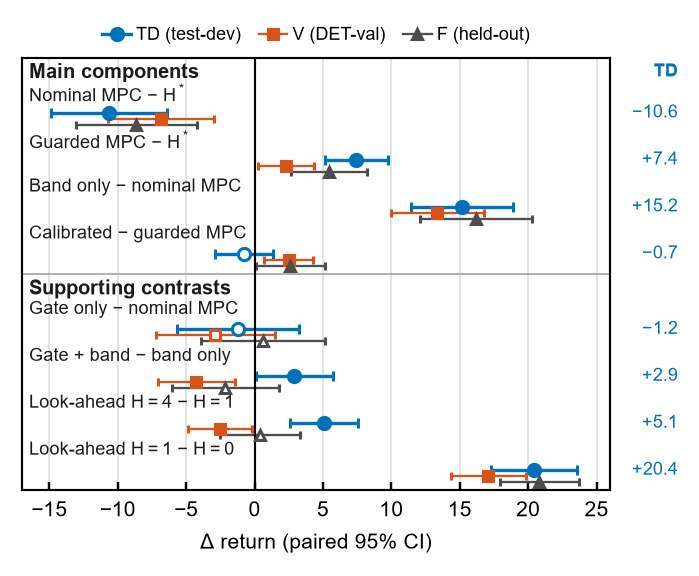 TD (test-dev) V (DET-val) F (held-out)
TD
Main components
Nominal MPC − H*
−10.6
Guarded MPC − H*
+7.4
Band only − nominal MPC
+15.2
Calibrated − guarded MPC
−0.7
Supporting contrasts
Gate only − nominal MPC
−1.2
Gate + band − band only
+2.9
Look-ahead H = 4 − H = 1
+5.1
Look-ahead H = 1 − H = 0
+20.4
−15 −10 −5 0 5 10 15 20 25
Δ return (paired 95% CI)